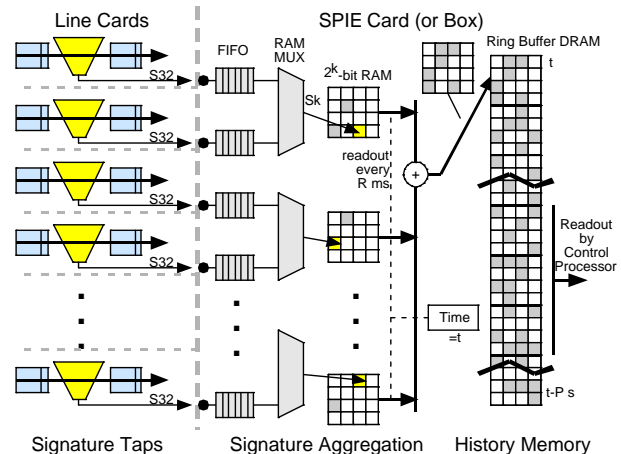 Line Cards
SPIE Card (or Box)
FIFO
RAM
MUX
2k-bit RAM
Ring Buffer DRAM
t
S32
Sk
S32
readout
every
R ms
+
S32
S32
Readout
by
Control
Processor
Time
=t
S32
t-P s
Signature Taps
Signature Aggregation
History Memory